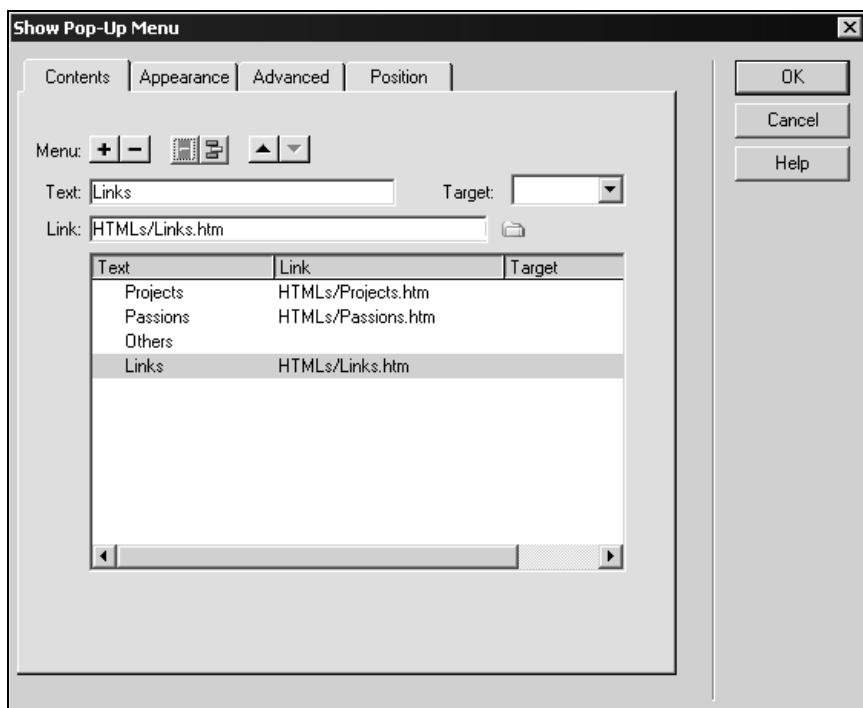 Show Pop-Up Menu
Contents Appearance Advanced Position
OK
Cancel
Help
Menu:
Text: Links Target:
Link: HTMLs/Links.htm
Text Link Target
Projects HTMLs/Projects.htm
Passions HTMLs/Passions.htm
Others
Links HTMLs/Links.htm